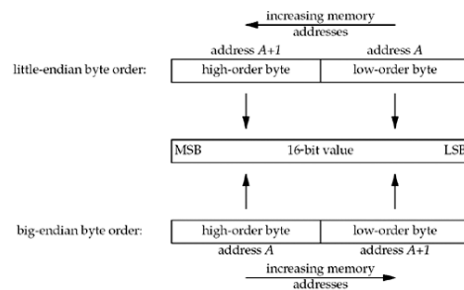 increasing memory
addresses
address A+1 address A
little-endian byte order: high-order byte low-order byte
MSB 16-bit value LSB
big-endian byte order: high-order byte low-order byte
address A address A+1
increasing memory
addresses